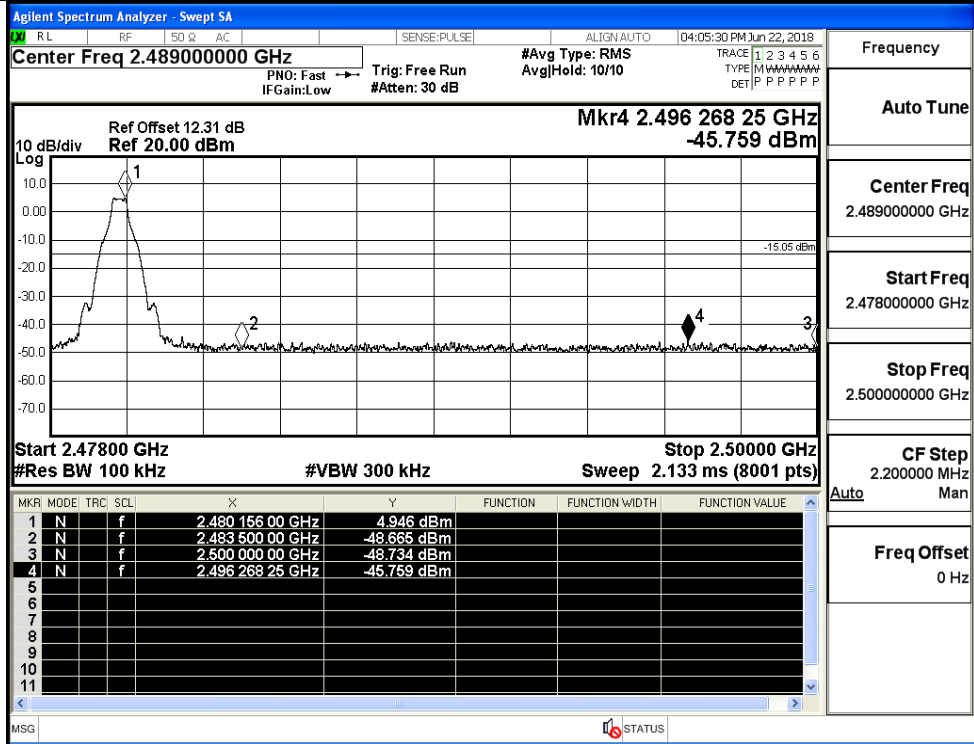 Agilent Spectrum Analyzer - Swept SA
LXI RL RF 50 Ω AC SENSE:PULSE ALIGN AUTO 04:05:30 PM Jun 22, 2018
Center Freq 2.489000000 GHz
PNO: Fast
IFGain:Low
Trig: Free Run
#Atten: 30 dB
#Avg Type: RMS
Avg|Hold: 10/10
TRACE 1 2 3 4 5 6
TYPE M W W W W W
DET P P P P P P
Ref Offset 12.31 dB
Mkr4 2.496 268 25 GHz
10 dB/div Ref 20.00 dBm -45.759 dBm
Log
10.0
0.00
-10.0
-20.0
-30.0
-40.0
-50.0
-60.0
-70.0
1
-15.05 dBm
2
4
3
Start 2.47800 GHz Stop 2.50000 GHz
#Res BW 100 kHz #VBW 300 kHz Sweep 2.133 ms (8001 pts)
MKR MODE TRC SCL X Y FUNCTION FUNCTION WIDTH FUNCTION VALUE
1 N f 2.480 156 00 GHz 4.946 dBm
2 N f 2.483 500 00 GHz -48.665 dBm
3 N f 2.500 000 00 GHz -48.734 dBm
4 N f 2.496 268 25 GHz -45.759 dBm
5
6
7
8
9
10
11
MSG STATUS
Frequency
Auto Tune
Center Freq
2.489000000 GHz
Start Freq
2.478000000 GHz
Stop Freq
2.500000000 GHz
CF Step
2.200000 MHz
Auto Man
Freq Offset
0 Hz